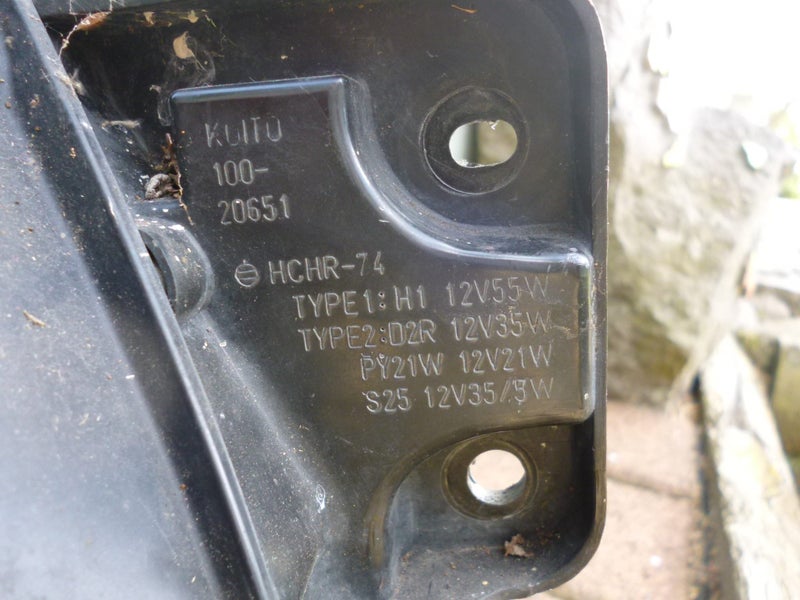 KOITO
100-
20651
HCHR-74
TYPE1:H1 12V55W
TYPE2:D2R 12V35W
PY21W 12V21W
S25 12V35/5W